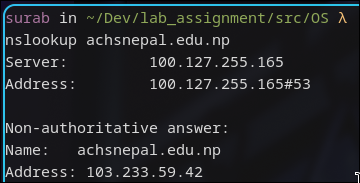 surab in ~/Dev/lab_assignment/src/OS λ
nslookup achsnepal.edu.np
Server:         100.127.255.165
Address:        100.127.255.165#53

Non-authoritative answer:
Name:   achsnepal.edu.np
Address: 103.233.59.42